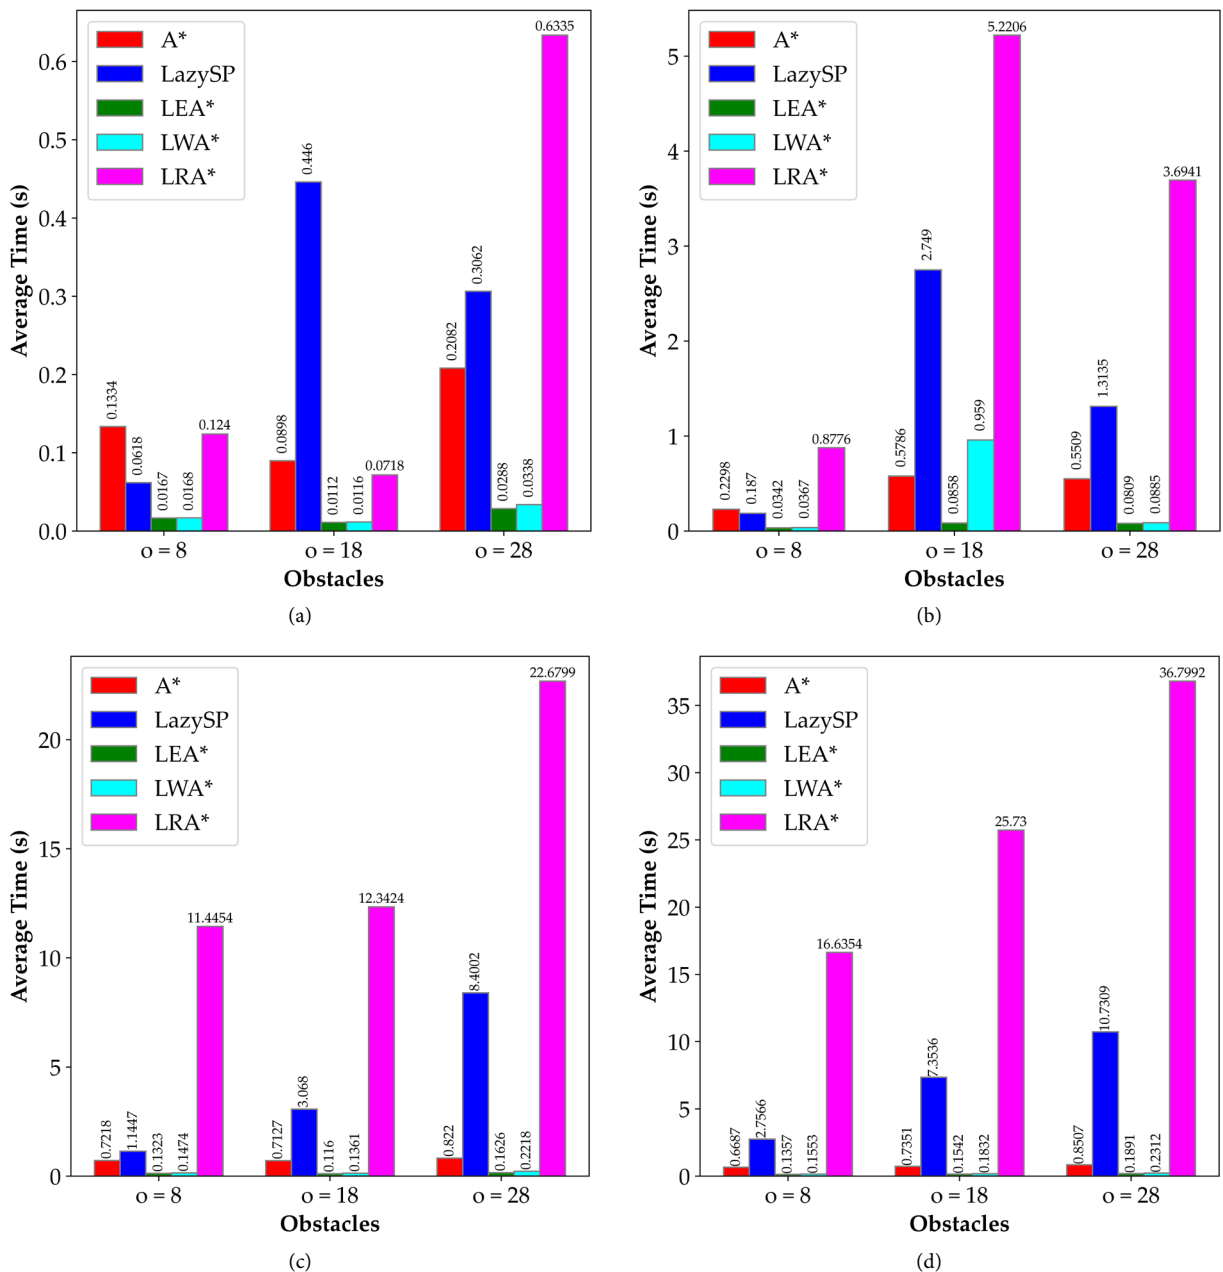 A*
LazySP
LEA*
LWA*
LRA*
0.6
0.5
0.4
0.3
0.2
0.1
0.0
Average Time (s)
0.1334
0.0618
0.0167
0.0168
0.124
0.0898
0.446
0.0112
0.0116
0.0718
0.2082
0.3062
0.0288
0.0338
0.6335
o = 8
o = 18
o = 28
Obstacles
(a)
A*
LazySP
LEA*
LWA*
LRA*
5
4
3
2
1
0
Average Time (s)
0.2298
0.187
0.0342
0.0367
0.8776
0.5786
2.749
0.0858
0.959
5.2206
0.5509
1.3135
0.0809
0.0885
3.6941
o = 8
o = 18
o = 28
Obstacles
(b)
A*
LazySP
LEA*
LWA*
LRA*
20
15
10
5
0
Average Time (s)
0.7218
1.1447
0.1323
0.1474
11.4454
0.7127
3.068
0.116
0.1361
12.3424
0.822
8.4002
0.1626
0.2218
22.6799
o = 8
o = 18
o = 28
Obstacles
(c)
A*
LazySP
LEA*
LWA*
LRA*
35
30
25
20
15
10
5
0
Average Time (s)
0.6687
2.7566
0.1357
0.1553
16.6354
0.7351
7.3536
0.1542
0.1832
25.73
0.8507
10.7309
0.1891
0.2312
36.7992
o = 8
o = 18
o = 28
Obstacles
(d)